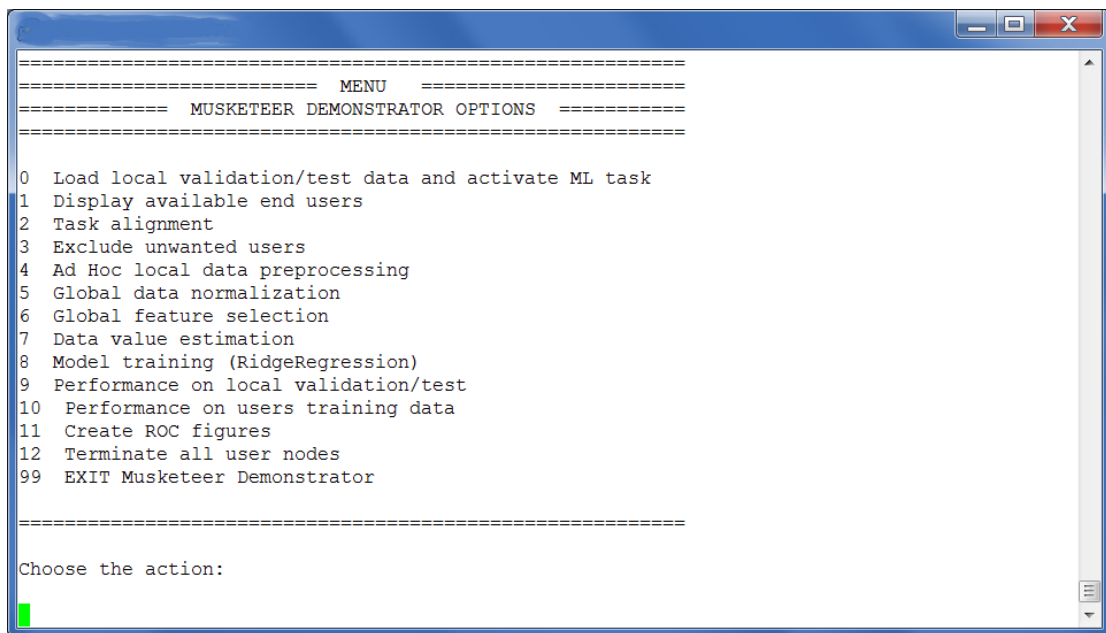 ==========================================================
==========================  MENU   =======================
=============  MUSKETEER DEMONSTRATOR OPTIONS  ===========
==========================================================
0  Load local validation/test data and activate ML task
1  Display available end users
2  Task alignment
3  Exclude unwanted users
4  Ad Hoc local data preprocessing
5  Global data normalization
6  Global feature selection
7  Data value estimation
8  Model training (RidgeRegression)
9  Performance on local validation/test
10  Performance on users training data
11  Create ROC figures
12  Terminate all user nodes
99  EXIT Musketeer Demonstrator
==========================================================
Choose the action: